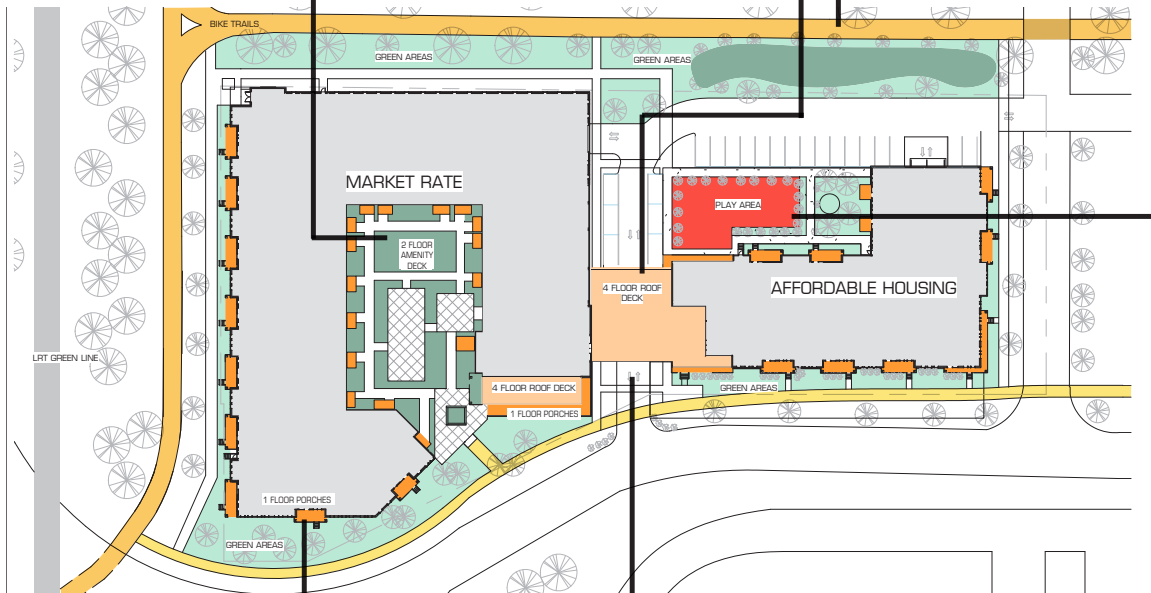 BIKE TRAILS
GREEN AREAS
GREEN AREAS
MARKET RATE
PLAY AREA
2 FLOOR
AMENITY
DECK
4 FLOOR ROOF
DECK
AFFORDABLE HOUSING
LRT GREEN LINE
4 FLOOR ROOF DECK
GREEN AREAS
1 FLOOR PORCHES
1 FLOOR PORCHES
GREEN AREAS